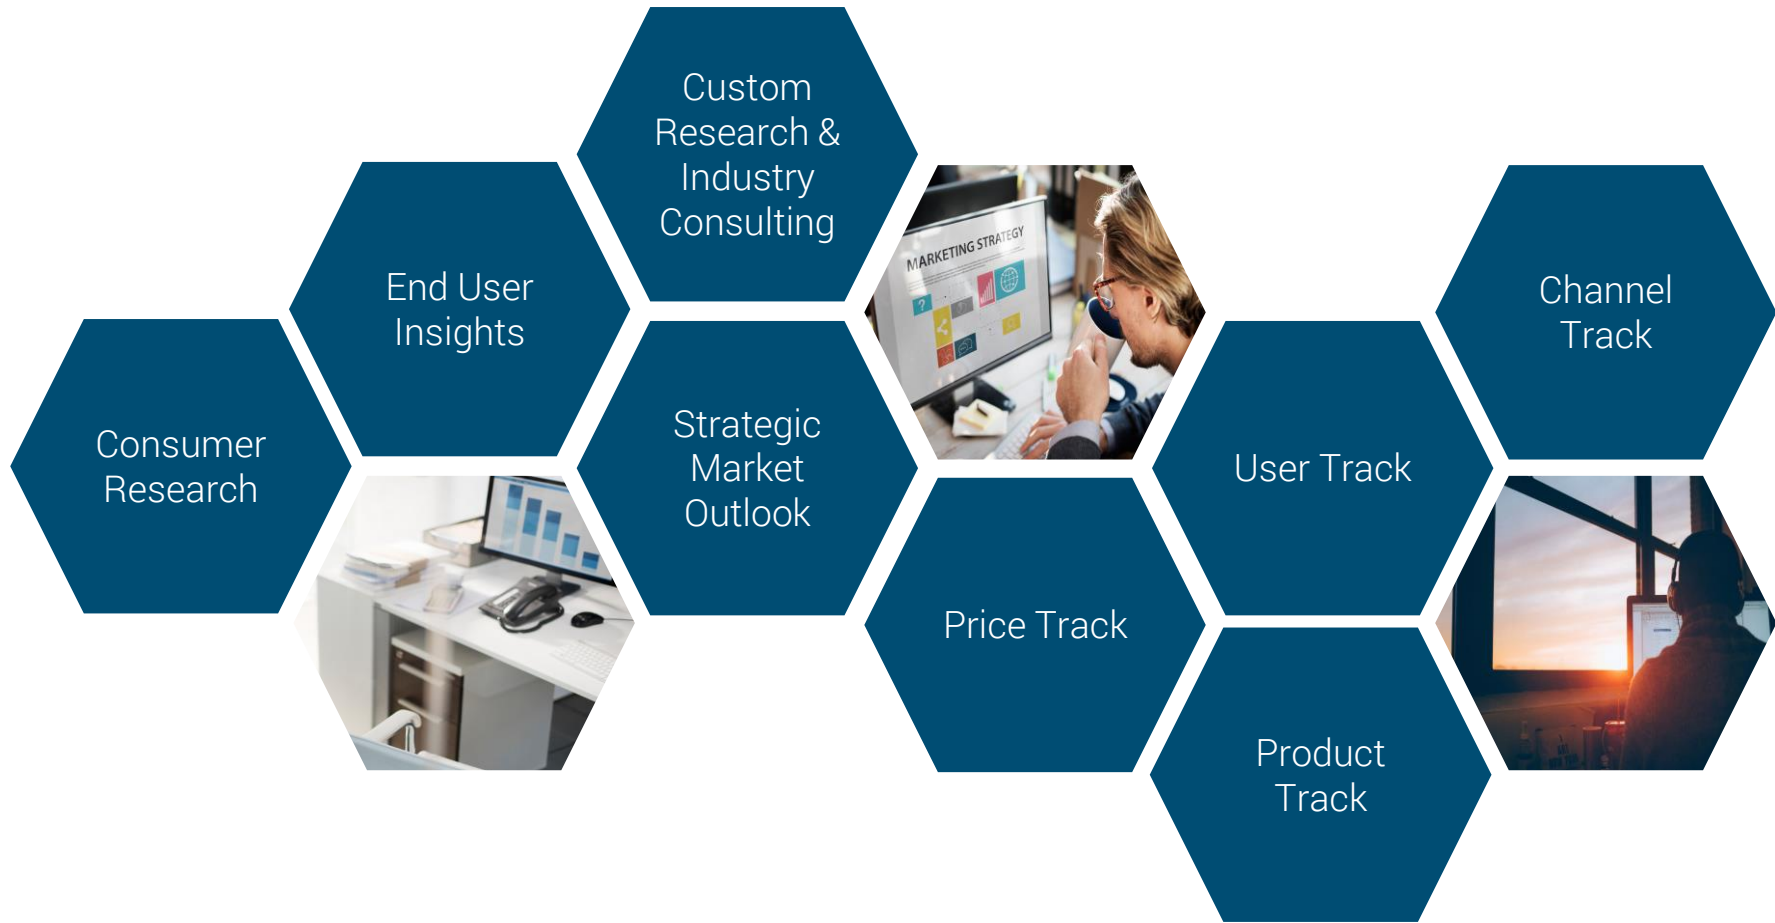 Custom
Research &
Industry
Consulting
End User
Insights
MARKETING STRATEGY
Channel
Track
Consumer
Research
Strategic
Market
Outlook
User Track
Price Track
Product
Track